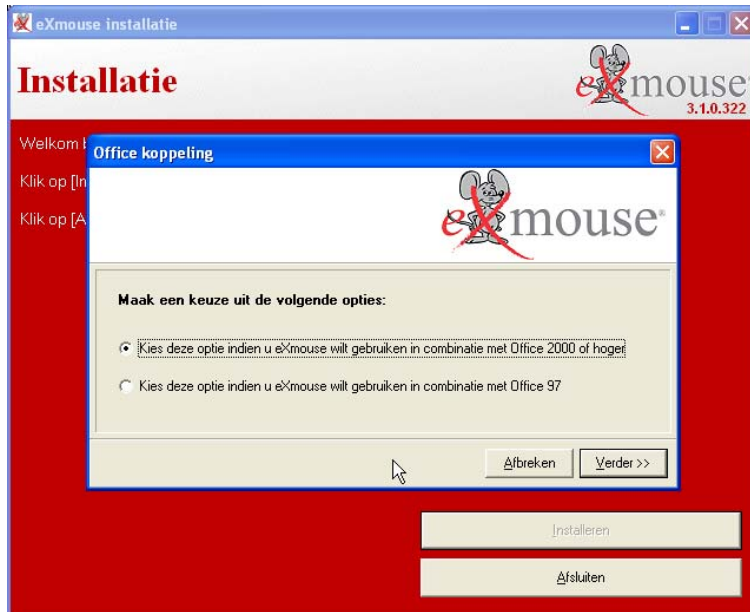 eXmouse installatie
Installatie
eXmouse
3.1.0.322
Welkom
Klik op [In
Klik op [A
Office koppeling
eXmouse®
Maak een keuze uit de volgende opties:
Kies deze optie indien u eXmouse wilt gebruiken in combinatie met Office 2000 of hoger
Kies deze optie indien u eXmouse wilt gebruiken in combinatie met Office 97
Afbreken Verder >>
Installeren
Afsluiten